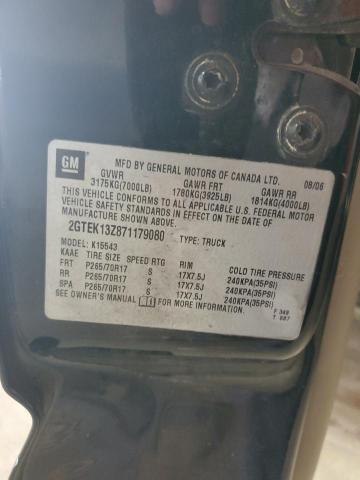 GM
MFD BY GENERAL MOTORS OF CANADA LTD.
08/06
GVWR GAWR FRT GAWR RR
3175KG(7000LB) 1780KG(3925LB) 1814KG(4000LB)
THIS VEHICLE CONFORMS TO ALL APPLICABLE U.S. FEDERAL MOTOR
VEHICLE SAFETY STANDARDS IN EFFECT ON THE DATE OF
MANUFACTURE SHOWN ABOVE.
2GTEK13Z871179080 TYPE: TRUCK
MODEL: K15543
KAAE TIRE SIZE SPEED RTG RIM COLD TIRE PRESSURE
FRT P265/70R17 S 17X7.5J 240KPA(35PSI)
RR P265/70R17 S 17X7.5J 240KPA(35PSI)
SPA P265/70R17 S 17X7.5J 240KPA(35PSI)
SEE OWNER'S MANUAL FOR MORE INFORMATION.
F 349
T 887